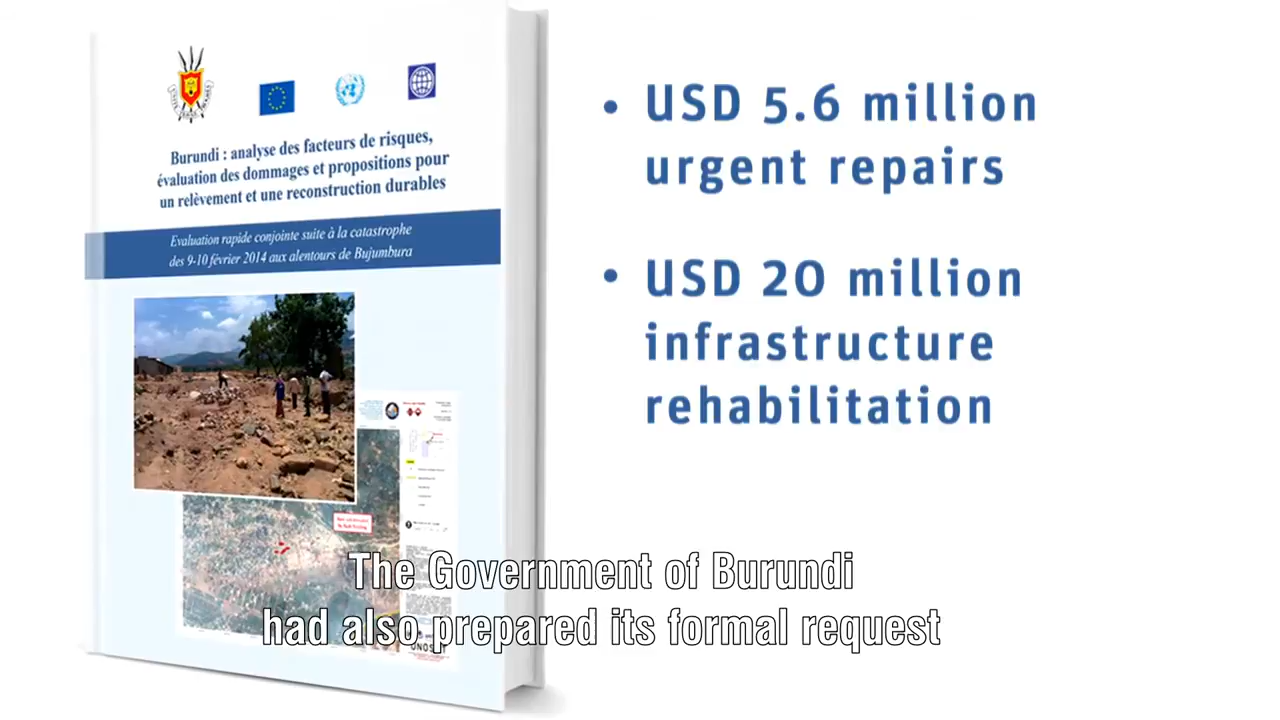 Burundi : analyse des facteurs de risques,
évaluation des dommages et propositions pour
un relèvement et une reconstruction durables
Evaluation rapide conjointe suite à la catastrophe
des 9-10 février 2014 aux alentours de Bujumbura
• USD 5.6 million
urgent repairs
• USD 20 million
infrastructure
rehabilitation
The Government of Burundi
had also prepared its formal request